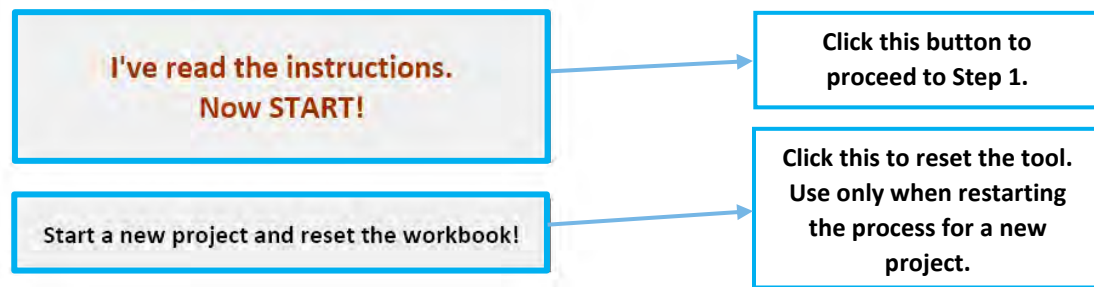 I've read the instructions.
Now START!
Click this button to
proceed to Step 1.
Start a new project and reset the workbook!
Click this to reset the tool.
Use only when restarting
the process for a new
project.